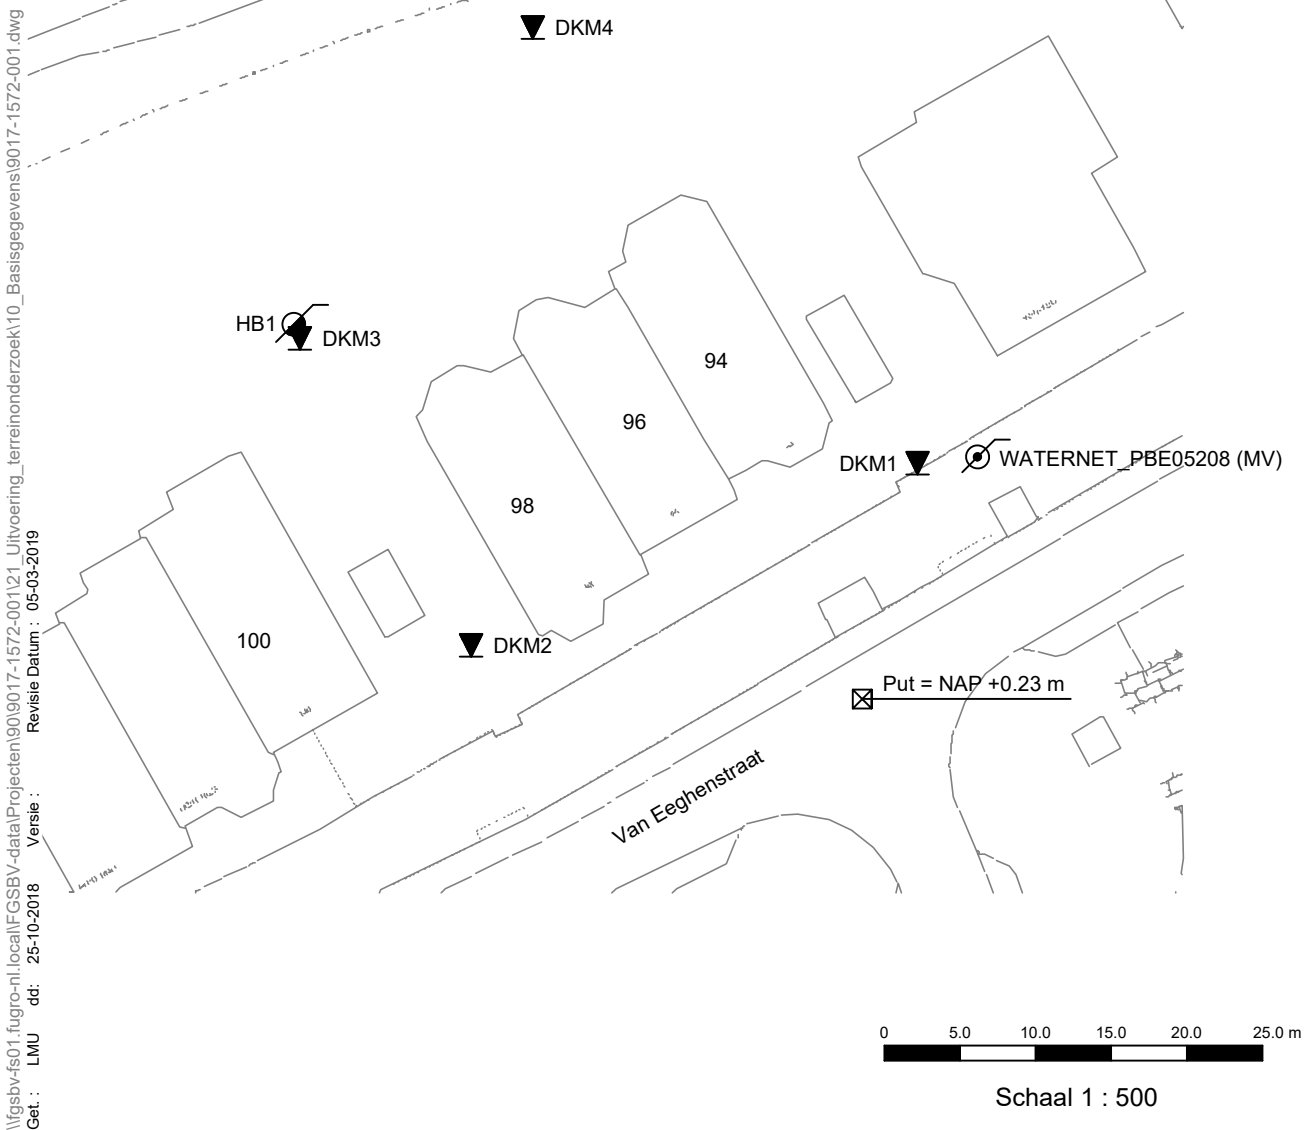 DKM4
HB1
DKM3
94
96
98
100
DKM1
WATERNET_PBE05208 (MV)
DKM2
Put = NAP +0.23 m
Van Eeghenstraat
0 5.0 10.0 15.0 20.0 25.0 m
Schaal 1 : 500
\\fgsbv-fs01.fugro-nl.local\FGSBV-data\Projecten\90\9017-1572-001\21_Uitvoering_terreinonderzoek\10_Basisgegevens\9017-1572-001.dwg
Get. : LMU dd: 25-10-2018 Versie : Revisie Datum : 05-03-2019